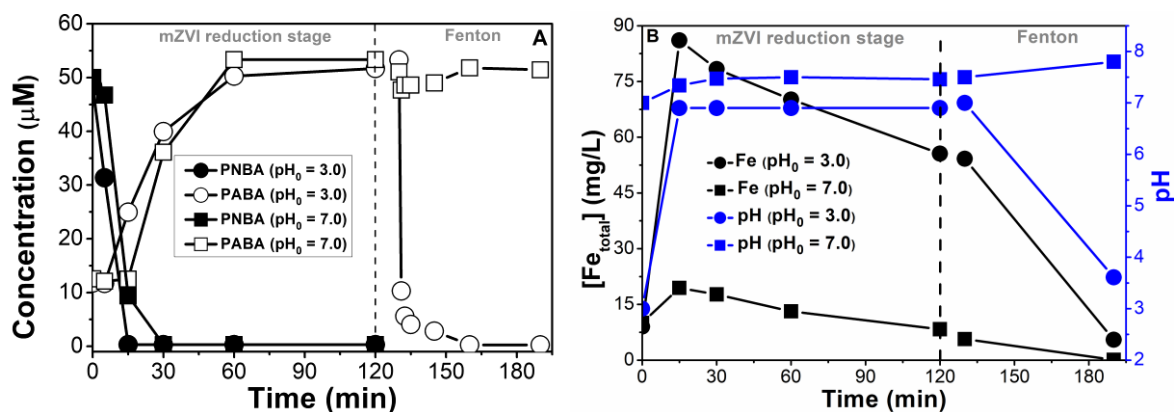 mZVI reduction stage
Fenton
A
Concentration (µM)
60
50
40
30
20
10
0
PNBA (pH0 = 3.0)
PABA (pH0 = 3.0)
PNBA (pH0 = 7.0)
PABA (pH0 = 7.0)
0 30 60 90 120 150 180
Time (min)
B
mZVI reduction stage
Fenton
[Fetotal] (mg/L)
90
75
60
45
30
15
0
Fe (pH0 = 3.0)
Fe (pH0 = 7.0)
pH (pH0 = 3.0)
pH (pH0 = 7.0)
8
7
6
5
4
3
2
pH
0 30 60 90 120 150 180
Time (min)